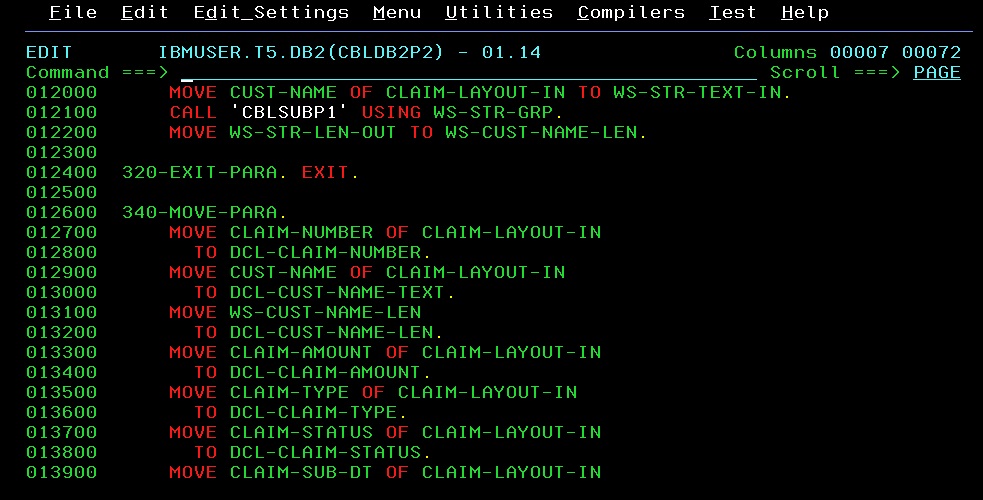 File  Edit  Edit_Settings  Menu  Utilities  Compilers  Test  Help
EDIT       IBMUSER.T5.DB2(CBLDB2P2) - 01.14                Columns 00007 00072
Command ===>                                                  Scroll ===> PAGE
012000      MOVE CUST-NAME OF CLAIM-LAYOUT-IN TO WS-STR-TEXT-IN.
012100      CALL 'CBLSUBP1' USING WS-STR-GRP.
012200      MOVE WS-STR-LEN-OUT TO WS-CUST-NAME-LEN.
012300
012400  320-EXIT-PARA. EXIT.
012500
012600  340-MOVE-PARA.
012700      MOVE CLAIM-NUMBER OF CLAIM-LAYOUT-IN
012800        TO DCL-CLAIM-NUMBER.
012900      MOVE CUST-NAME OF CLAIM-LAYOUT-IN
013000        TO DCL-CUST-NAME-TEXT.
013100      MOVE WS-CUST-NAME-LEN
013200        TO DCL-CUST-NAME-LEN.
013300      MOVE CLAIM-AMOUNT OF CLAIM-LAYOUT-IN
013400        TO DCL-CLAIM-AMOUNT.
013500      MOVE CLAIM-TYPE OF CLAIM-LAYOUT-IN
013600        TO DCL-CLAIM-TYPE.
013700      MOVE CLAIM-STATUS OF CLAIM-LAYOUT-IN
013800        TO DCL-CLAIM-STATUS.
013900      MOVE CLAIM-SUB-DT OF CLAIM-LAYOUT-IN